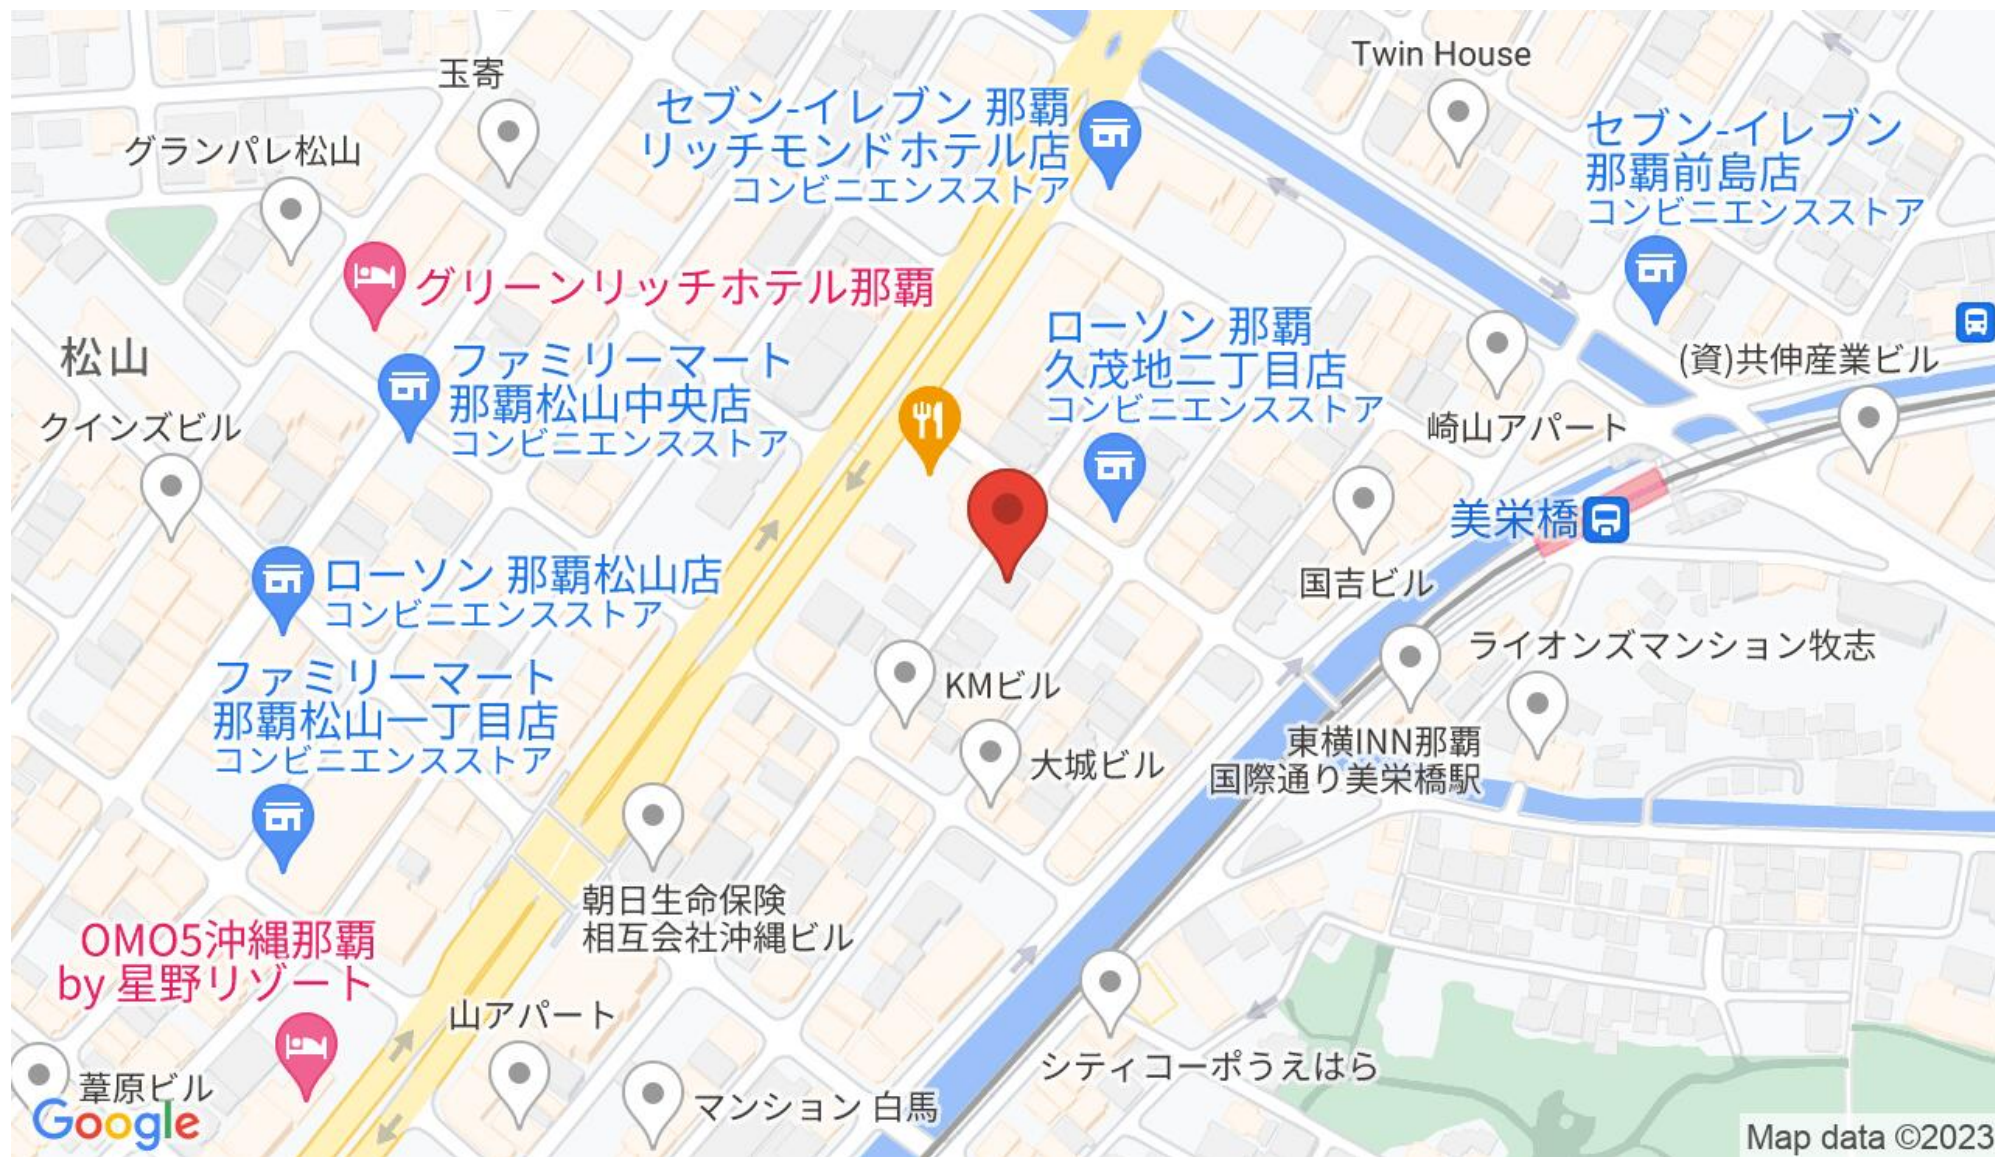 Twin House
玉寄
セブン-イレブン 那覇
リッチモンドホテル店
コンビニエンスストア
セブン-イレブン
那覇前島店
コンビニエンスストア
グランパレ松山
グリーンリッチホテル那覇
ローソン 那覇
久茂地二丁目店
コンビニエンスストア
松山
ファミリーマート
那覇松山中央店
コンビニエンスストア
(資)共伸産業ビル
クインズビル
崎山アパート
美栄橋
ローソン 那覇松山店
コンビニエンスストア
国吉ビル
ライオンズマンション牧志
ファミリーマート
那覇松山一丁目店
コンビニエンスストア
KMビル
大城ビル
東横INN那覇
国際通り美栄橋駅
朝日生命保険
相互会社沖縄ビル
OMO5沖縄那覇
by 星野リゾート
山アパート
シティコーポうえはら
葦原ビル
マンション 白馬
Google
Map data ©2023